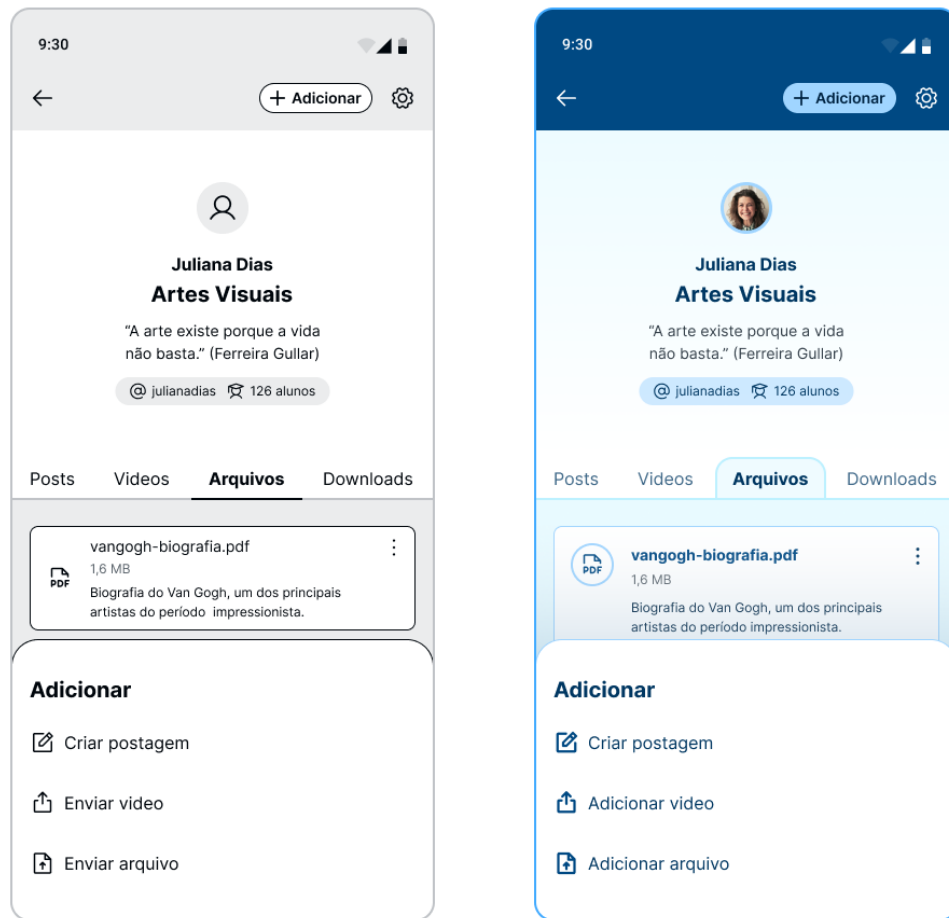 9:30
+ Adicionar
Juliana Dias
Artes Visuais
“A arte existe porque a vida
não basta.” (Ferreira Gullar)
@ julianadias 126 alunos
Posts Videos Arquivos Downloads
vangogh-biografia.pdf
1,6 MB
PDF
Biografia do Van Gogh, um dos principais
artistas do período impressionista.
Adicionar
Criar postagem
Enviar video
Enviar arquivo
9:30
+ Adicionar
Juliana Dias
Artes Visuais
“A arte existe porque a vida
não basta.” (Ferreira Gullar)
@ julianadias 126 alunos
Posts Videos Arquivos Downloads
vangogh-biografia.pdf
PDF
1,6 MB
Biografia do Van Gogh, um dos principais
artistas do período impressionista.
Adicionar
Criar postagem
Adicionar video
Adicionar arquivo